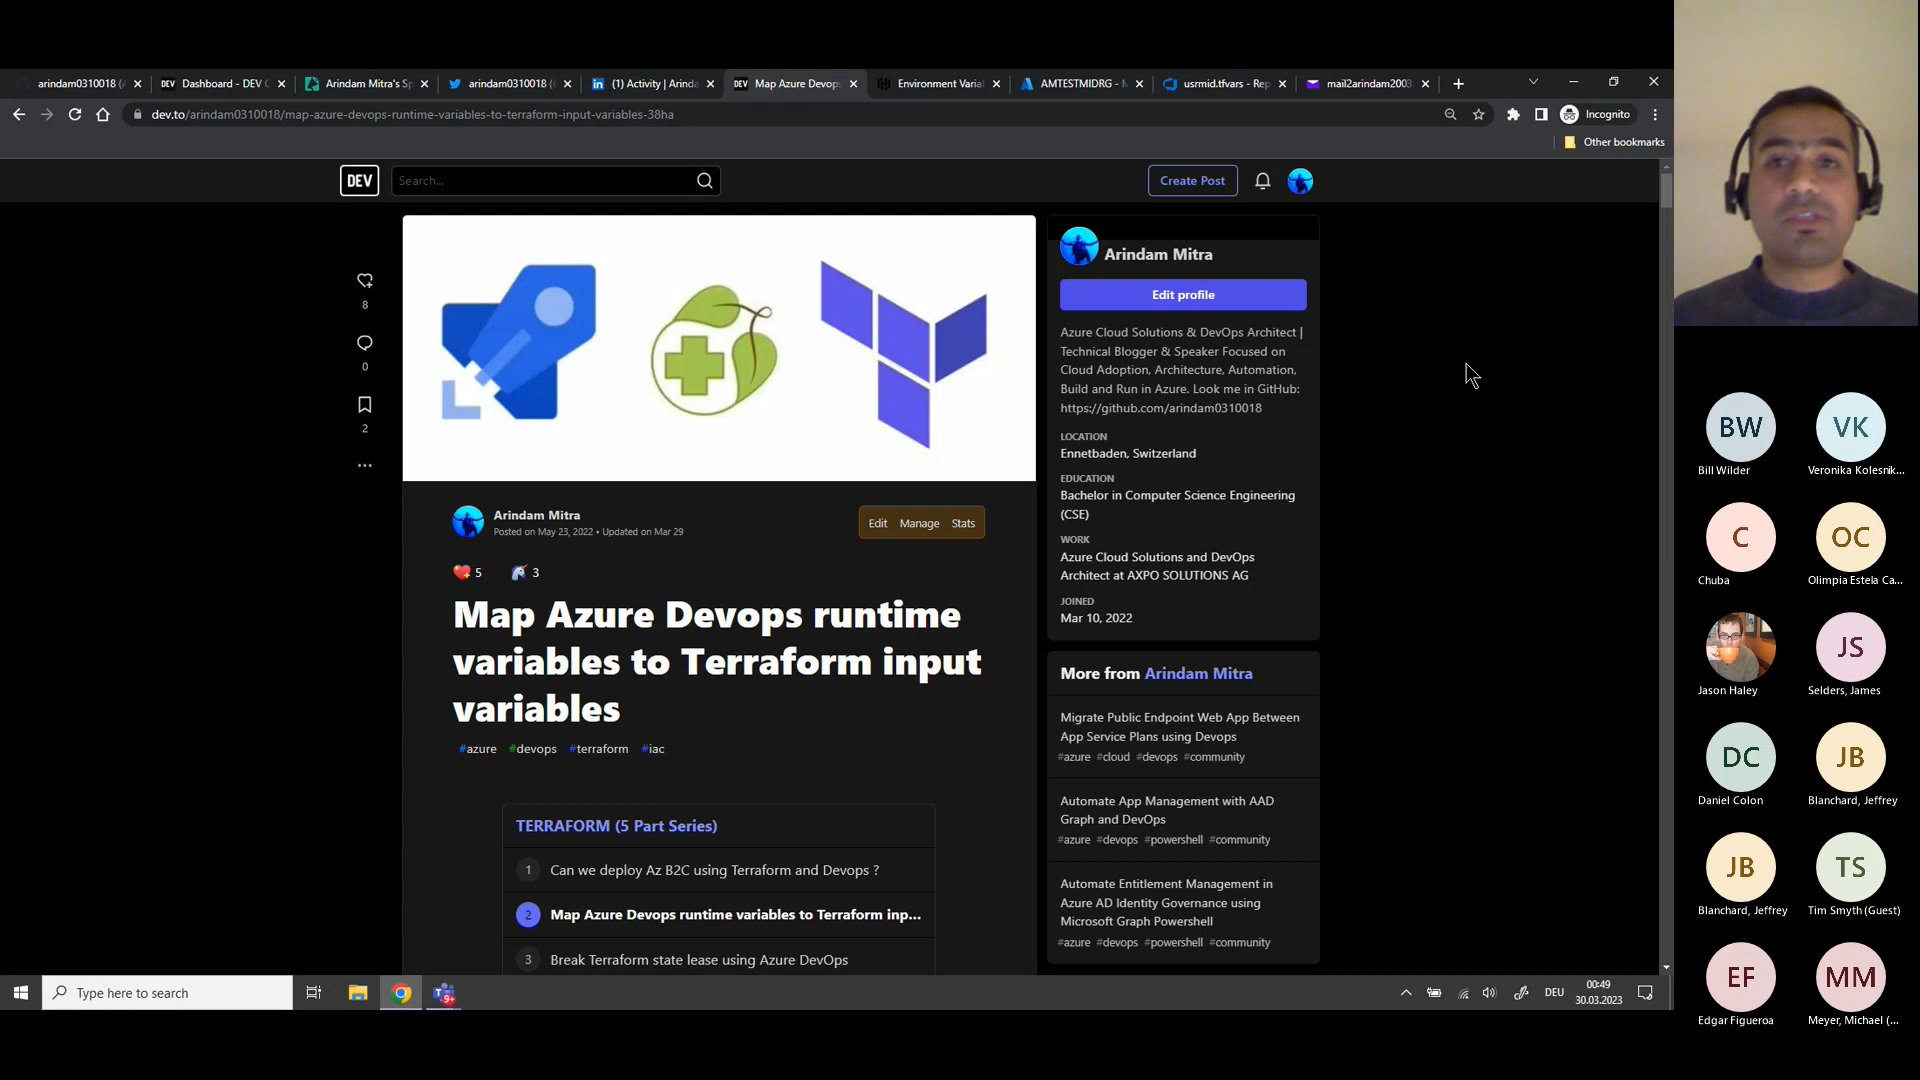 arindam0310018 (A
Dashboard - DEV C
Arindam Mitra's Sp
arindam0310018 (@
(1) Activity | Arinda
Map Azure Devops
Environment Varia
AMTESTMIDRG - M
usrmid.tfvars - Rep
mail2arindam2003
dev.to/arindam0310018/map-azure-devops-runtime-variables-to-terraform-input-variables-38ha
Incognito
Other bookmarks
DEV
Search...
Create Post
8
0
2
Arindam Mitra
Posted on May 23, 2022 • Updated on Mar 29
Edit Manage Stats
5
3
Map Azure Devops runtime
variables to Terraform input
variables
#azure #devops #terraform #iac
TERRAFORM (5 Part Series)
1 Can we deploy Az B2C using Terraform and Devops ?
2 Map Azure Devops runtime variables to Terraform inp...
3 Break Terraform state lease using Azure DevOps
Arindam Mitra
Edit profile
Azure Cloud Solutions & DevOps Architect |
Technical Blogger & Speaker Focused on
Cloud Adoption, Architecture, Automation,
Build and Run in Azure. Look me in GitHub:
https://github.com/arindam0310018
LOCATION
Ennetbaden, Switzerland
EDUCATION
Bachelor in Computer Science Engineering
(CSE)
WORK
Azure Cloud Solutions and DevOps
Architect at AXPO SOLUTIONS AG
JOINED
Mar 10, 2022
More from Arindam Mitra
Migrate Public Endpoint Web App Between
App Service Plans using Devops
#azure #cloud #devops #community
Automate App Management with AAD
Graph and DevOps
#azure #devops #powershell #community
Automate Entitlement Management in
Azure AD Identity Governance using
Microsoft Graph Powershell
#azure #devops #powershell #community
Type here to search
9+
DEU
00:49
30.03.2023
BW
Bill Wilder
VK
Veronika Kolesnik...
C
Chuba
OC
Olimpia Estela Ca...
Jason Haley
JS
Selders, James
DC
Daniel Colon
JB
Blanchard, Jeffrey
JB
Blanchard, Jeffrey
TS
Tim Smyth (Guest)
EF
Edgar Figueroa
MM
Meyer, Michael (...